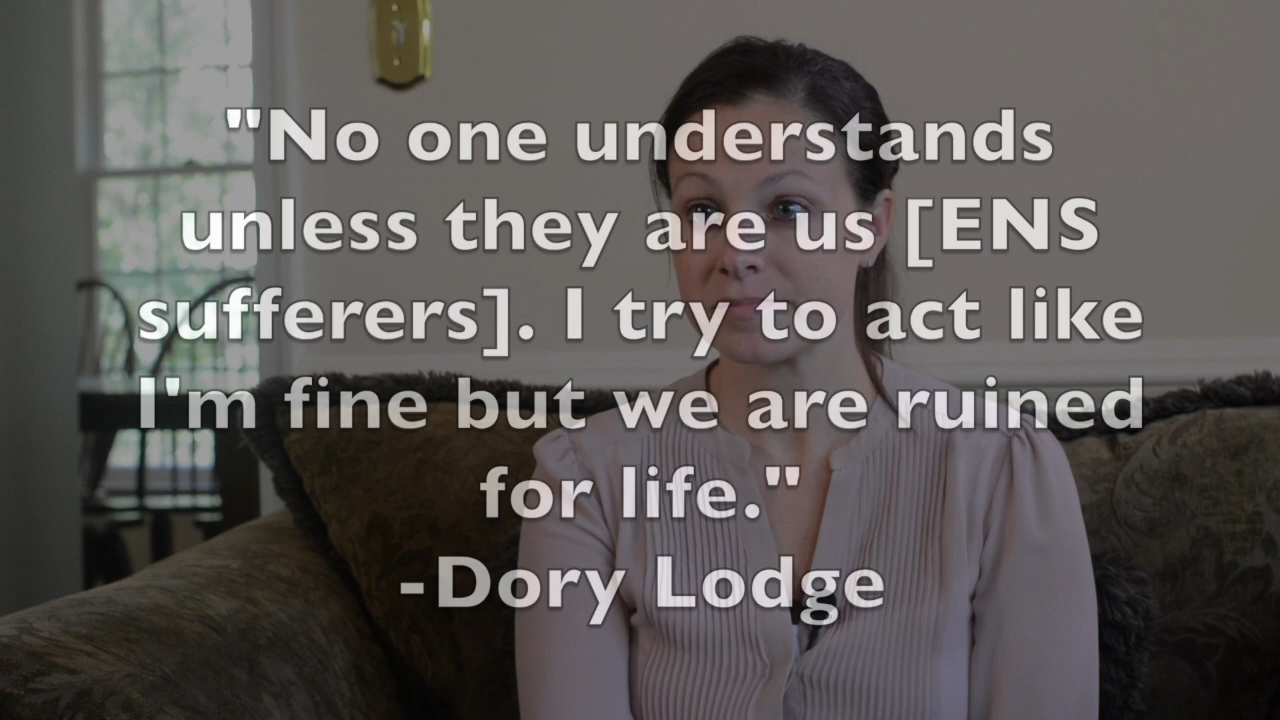 "No one understands
unless they are us [ENS
sufferers]. I try to act like
I'm fine but we are ruined
for life."
-Dory Lodge